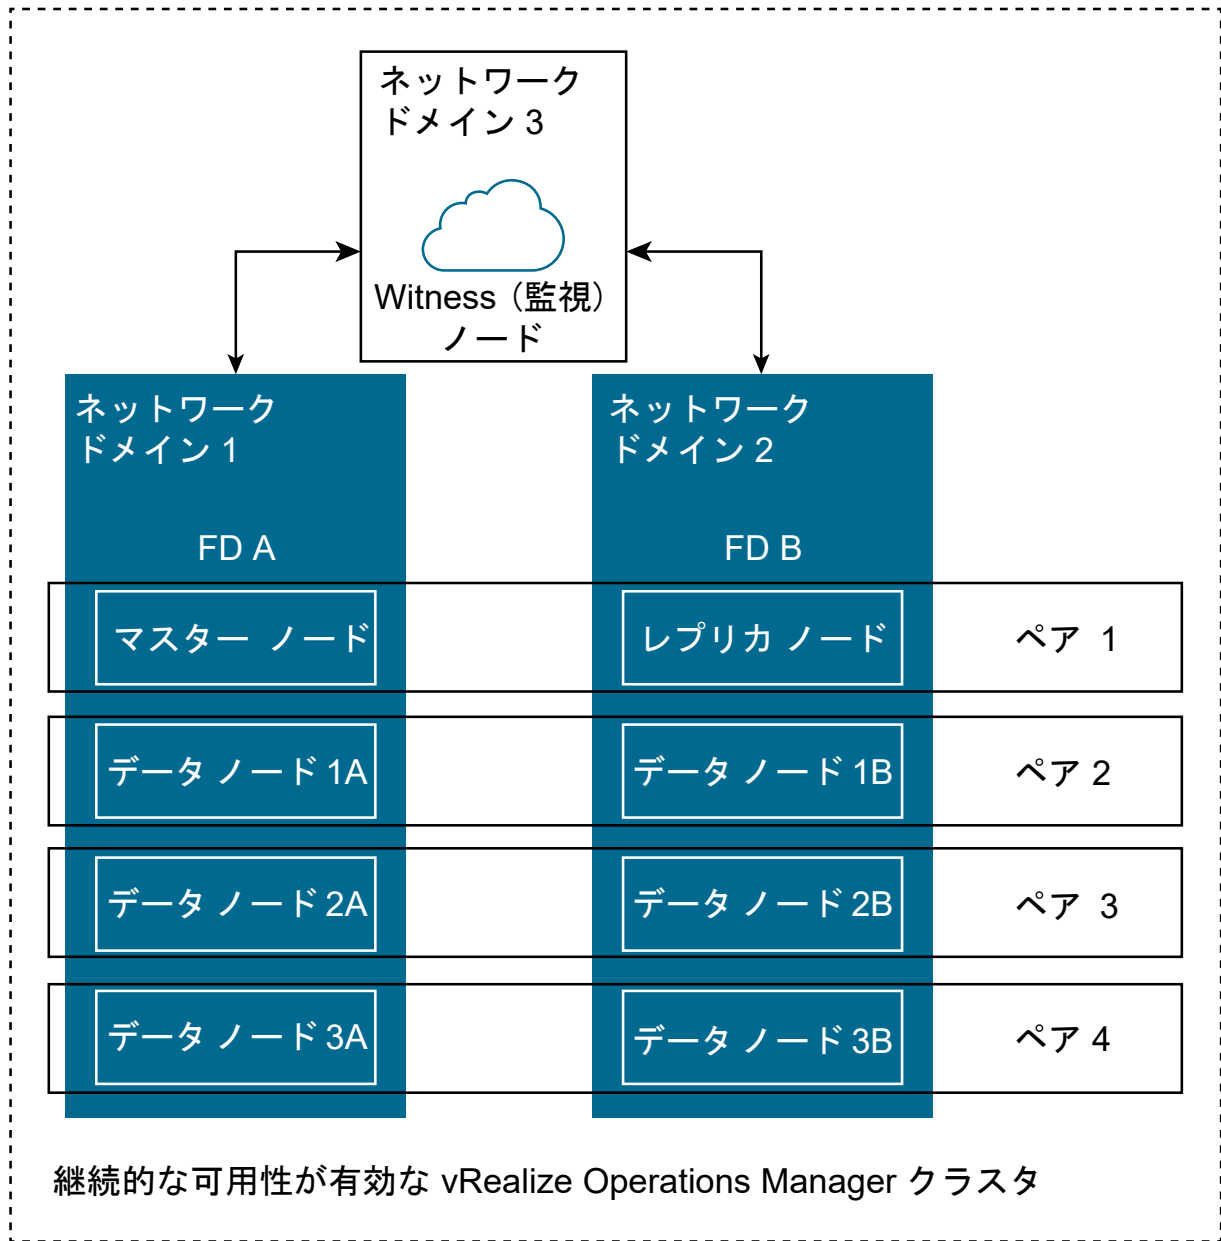 ネットワーク
ドメイン 3
Witness（監視）
ノード
ネットワーク
ドメイン 1
ネットワーク
ドメイン 2
FD A
FD B
マスター ノード
レプリカ ノード
ペア 1
データ ノード 1A
データ ノード 1B
ペア 2
データ ノード 2A
データ ノード 2B
ペア 3
データ ノード 3A
データ ノード 3B
ペア 4
継続的な可用性が有効な vRealize Operations Manager クラスタ